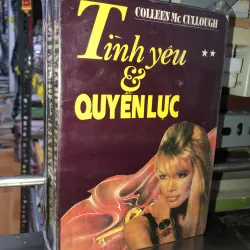 COLLEEN Mc CULLOUGH
Tình yêu
**
&
QUYỀN LỰC